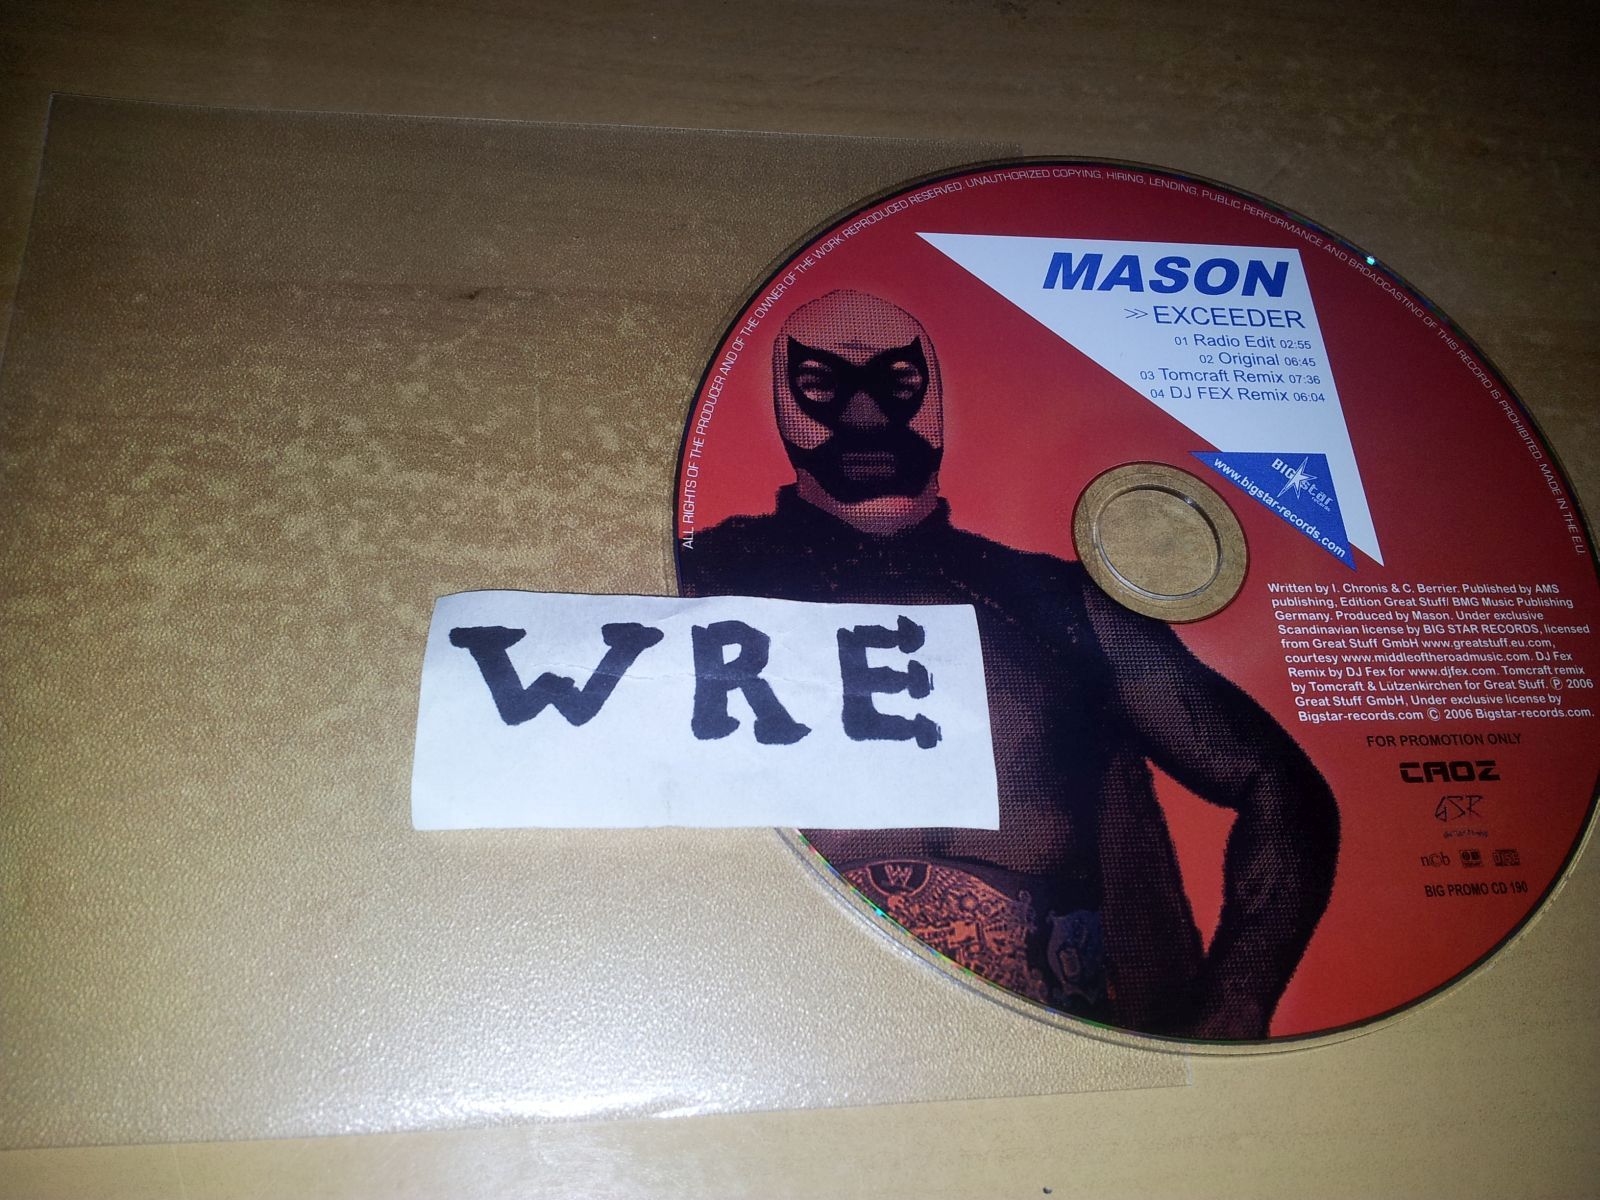 ALL RIGHTS OF THE PRODUCER AND OF THE OWNER OF THE WORK REPRODUCED RESERVED. UNAUTHORIZED COPYING, HIRING, LENDING, PUBLIC PERFORMANCE AND BROADCASTING OF THIS RECORD IS PROHIBITED. MADE IN THE E.U.
MASON
>> EXCEEDER
01 Radio Edit 02:55
02 Original 06:45
03 Tomcraft Remix 07:36
04 DJ FEX Remix 06:04
BIG star
records
www.bigstar-records.com
Written by I. Chronis & C. Berrier. Published by AMS
publishing, Edition Great Stuff/ BMG Music Publishing
Germany. Produced by Mason. Under exclusive
Scandinavian license by BIG STAR RECORDS, licensed
from Great Stuff GmbH www.greatstuff.eu.com,
courtesy www.middleoftheroadmusic.com. DJ Fex
Remix by DJ Fex for www.djfex.com. Tomcraft remix
by Tomcraft & Lützenkirchen for Great Stuff. Ⓟ 2006
Great Stuff GmbH, Under exclusive license by
Bigstar-records.com © 2006 Bigstar-records.com.
FOR PROMOTION ONLY
CAOZ
GSR
ncb
DISC
BIG PROMO CD 190
WRE
W